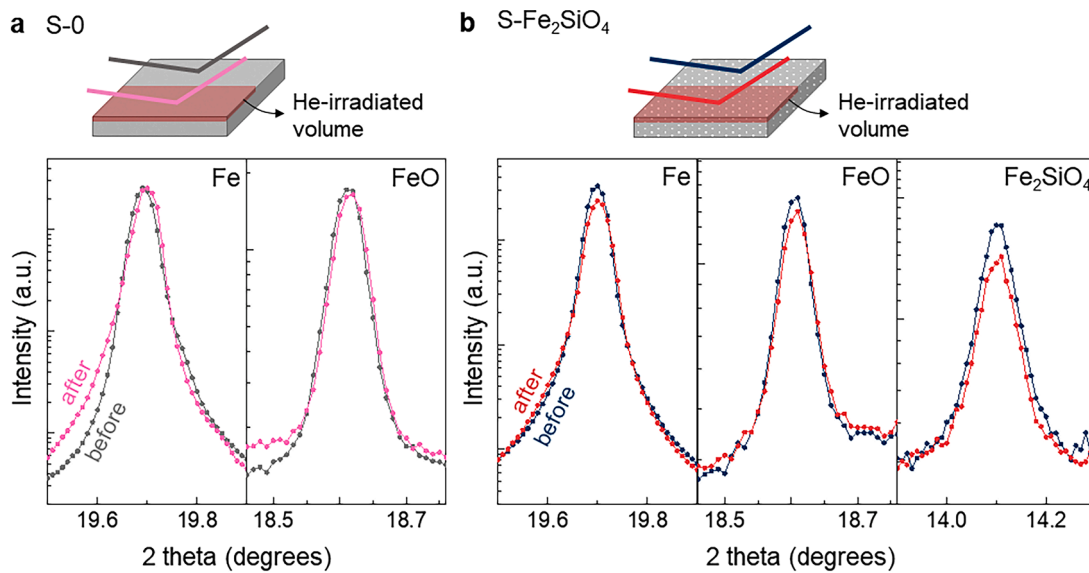 a S-0
He-irradiated
volume
Fe
FeO
after
before
Intensity (a.u.)
19.6 19.8 18.5 18.7
2 theta (degrees)
b S-Fe₂SiO₄
He-irradiated
volume
Fe
FeO
Fe₂SiO₄
after
before
Intensity (a.u.)
19.6 19.8 18.5 18.7 14.0 14.2
2 theta (degrees)